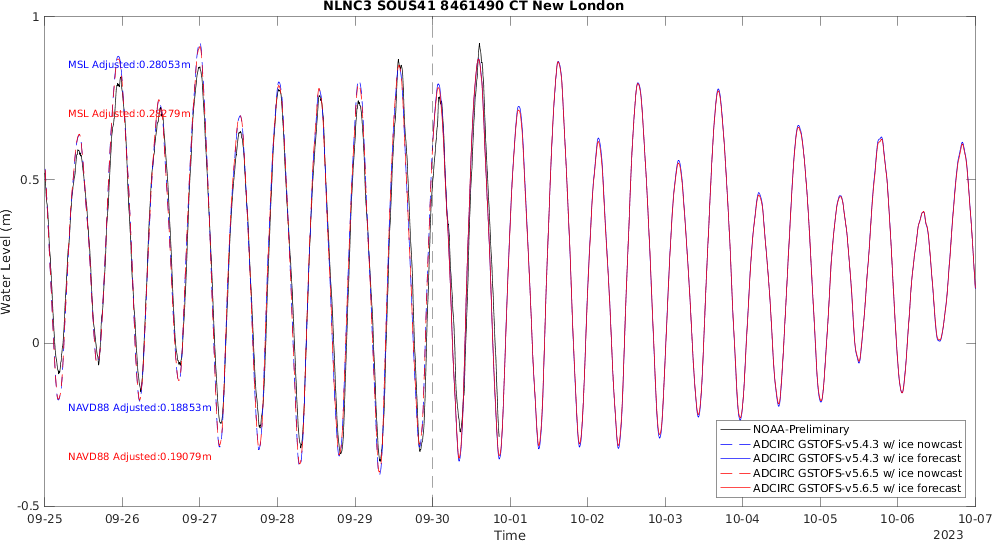 NLNC3 SOUS41 8461490 CT New London
1
0.5
0
-0.5
Water Level (m)
MSL Adjusted:0.28053m
MSL Adjusted:0.28279m
NAVD88 Adjusted:0.18853m
NAVD88 Adjusted:0.19079m
NOAA-Preliminary
ADCIRC GSTOFS-v5.4.3 w/ ice nowcast
ADCIRC GSTOFS-v5.4.3 w/ ice forecast
ADCIRC GSTOFS-v5.6.5 w/ ice nowcast
ADCIRC GSTOFS-v5.6.5 w/ ice forecast
09-25 09-26 09-27 09-28 09-29 09-30 10-01 10-02 10-03 10-04 10-05 10-06 10-07
Time
2023